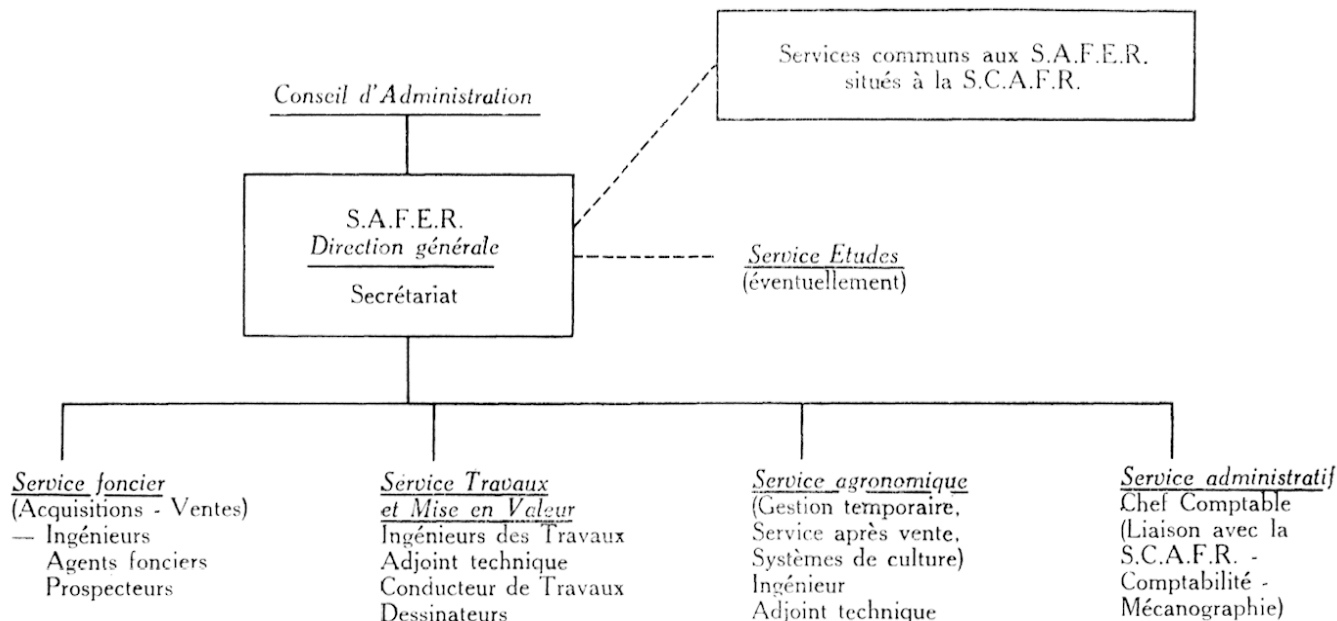 Services communs aux S.A.F.E.R.
situés à la S.C.A.F.R.
Conseil d'Administration
S.A.F.E.R.
Direction générale
Secrétariat
Service Etudes
(éventuellement)
Service foncier
(Acquisitions - Ventes)
— Ingénieurs
Agents fonciers
Prospecteurs
Service Travaux
et Mise en Valeur
Ingénieurs des Travaux
Adjoint technique
Conducteur de Travaux
Dessinateurs
Service agronomique
(Gestion temporaire,
Service après vente,
Systèmes de culture)
Ingénieur
Adjoint technique
Service administratif
Chef Comptable
(Liaison avec la
S.C.A.F.R. -
Comptabilité -
Mécanographie)